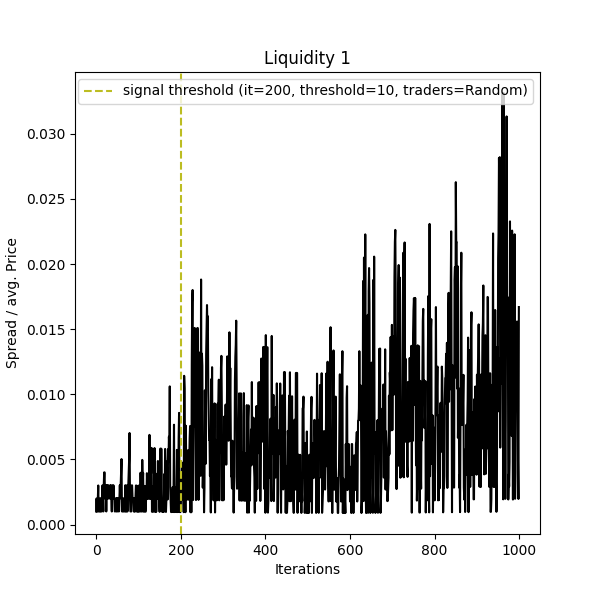 Liquidity 1
signal threshold (it=200, threshold=10, traders=Random)
0.030
0.025
0.020
0.015
0.010
0.005
0.000
Spread / avg. Price
0 200 400 600 800 1000
Iterations